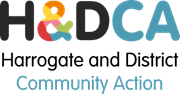 H&DCA
Harrogate and District
Community Action